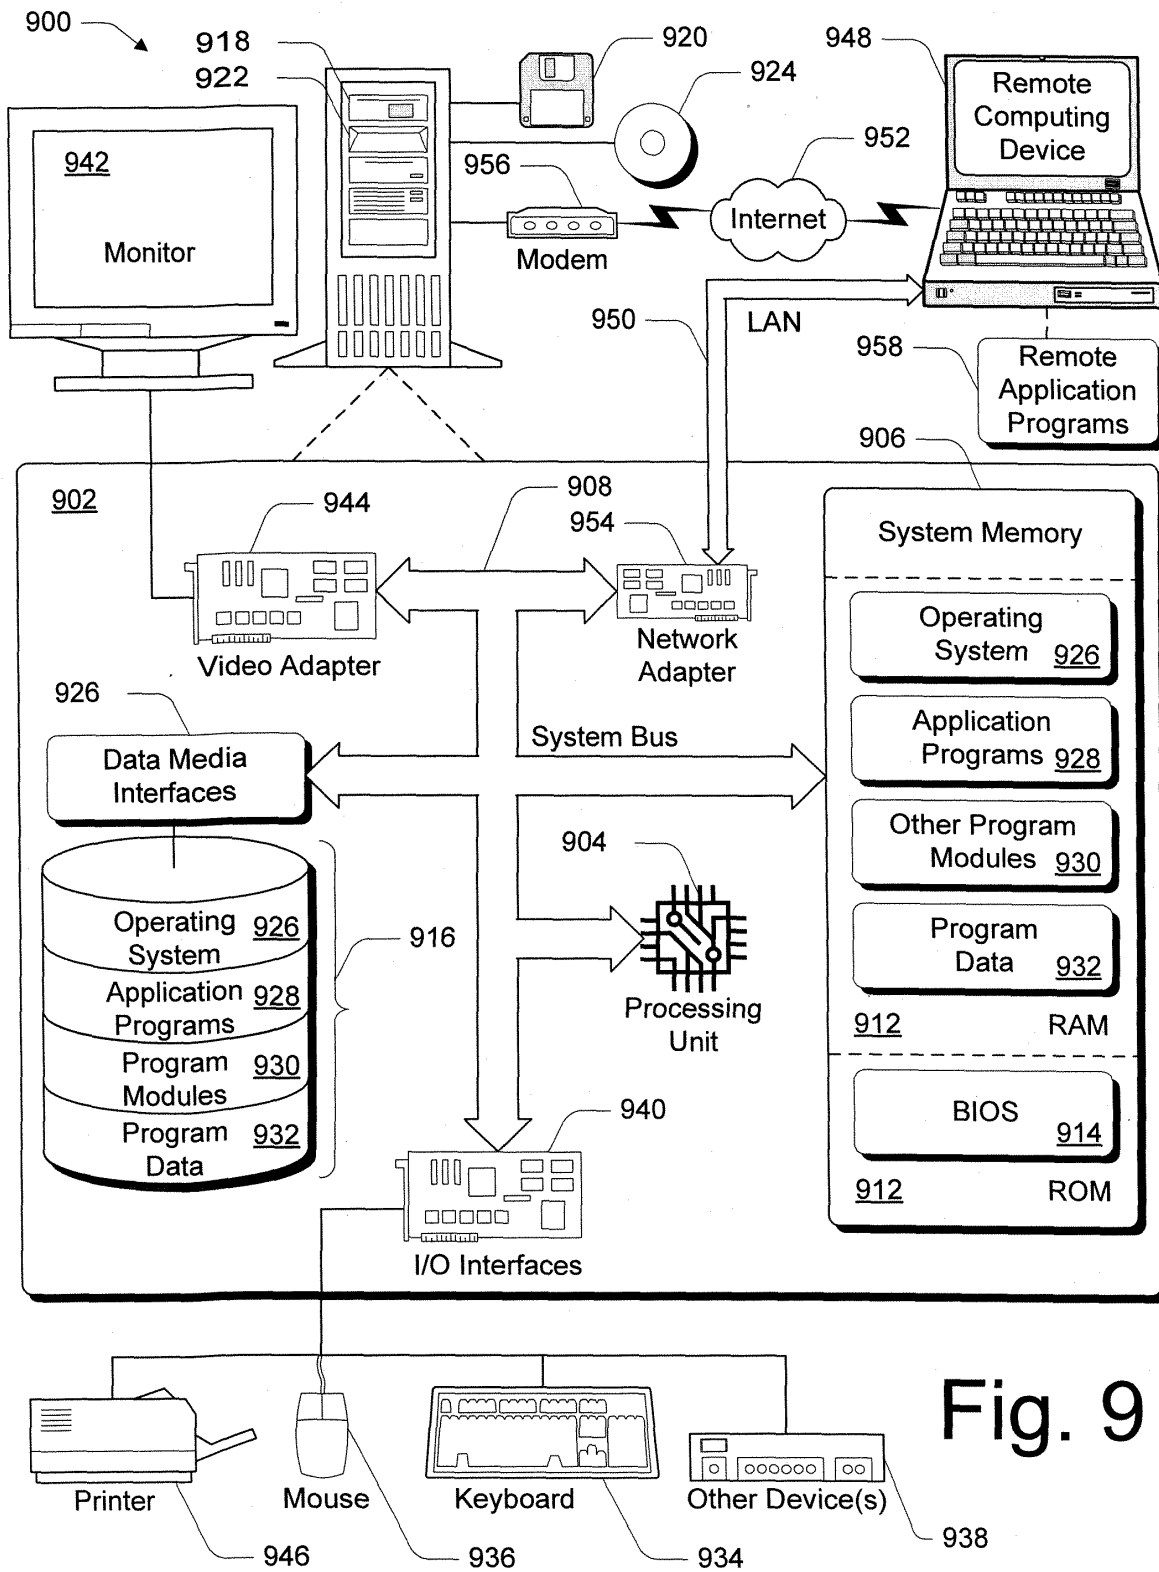 900
918
922
920
924
948
Remote
Computing
Device
942
Monitor
956
Modem
952
Internet
950
LAN
958
Remote
Application
Programs
906
902
944
908
954
Video Adapter
Network
Adapter
System Memory
Operating
System 926
Application
Programs 928
Other Program
Modules 930
Program
Data 932
912 RAM
BIOS
914
912 ROM
926
Data Media
Interfaces
System Bus
904
Processing
Unit
Operating
System 926
Application
Programs 928
Program
Modules 930
Program
Data 932
916
940
I/O Interfaces
Printer
Mouse
Keyboard
Other Device(s)
946
936
934
938
Fig. 9